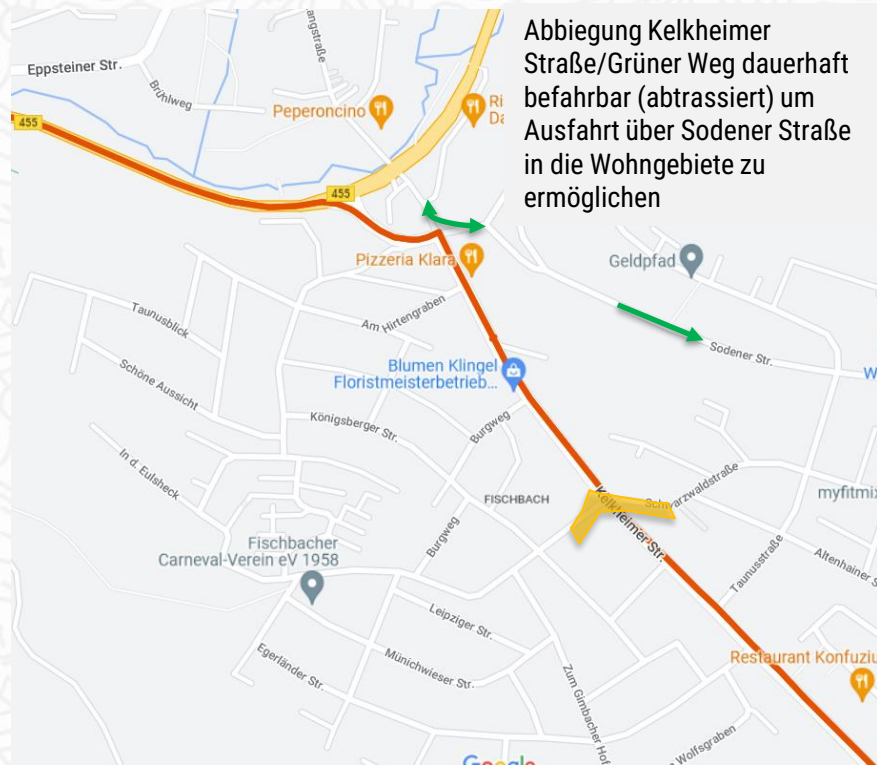 Abbiegung Kelkheimer
Straße/Grüner Weg dauerhaft
befahrbar (abtrassiert) um
Ausfahrt über Sodener Straße
in die Wohngebiete zu
ermöglichen
Eppsteiner Str.
Brühlweg
Peperoncino
455
455
Pizzeria Klara
Geldpfad
Am Hirtengraben
Taunusblick
Sodener Str.
Schöne Aussicht
Blumen Klingel
Floristmeisterbetrieb...
Königsberger Str.
Burgweg
In d. Eulsheck
FISCHBACH
Schwarzwaldstraße
Kelkheimer Str.
myfitmix
Fischbacher
Carneval-Verein eV 1958
Burgweg
Taunusstraße
Altenhainer S
Leipziger Str.
Münichwieser Str.
Egerländer Str.
Zum Gimbacher Hof
Restaurant Konfuziu
Wolfsgraben
Google